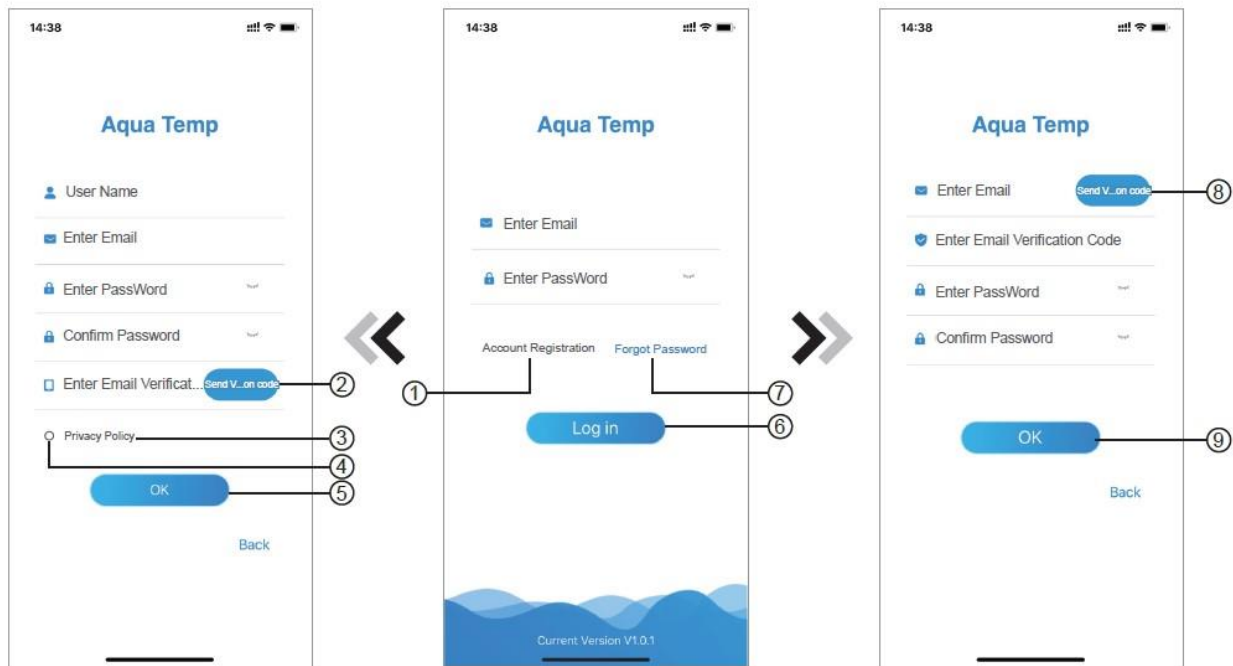 14:38
Aqua Temp
User Name
Enter Email
Enter PassWord
Confirm Password
Enter Email Verificat... Send V...on code
②
Privacy Policy
③
④
OK
⑤
Back
14:38
Aqua Temp
Enter Email
Enter PassWord
Account Registration Forgot Password
①
⑦
Log in
⑥
Current Version V1.0.1
14:38
Aqua Temp
Enter Email Send V...on code
⑧
Enter Email Verification Code
Enter PassWord
Confirm Password
OK
⑨
Back